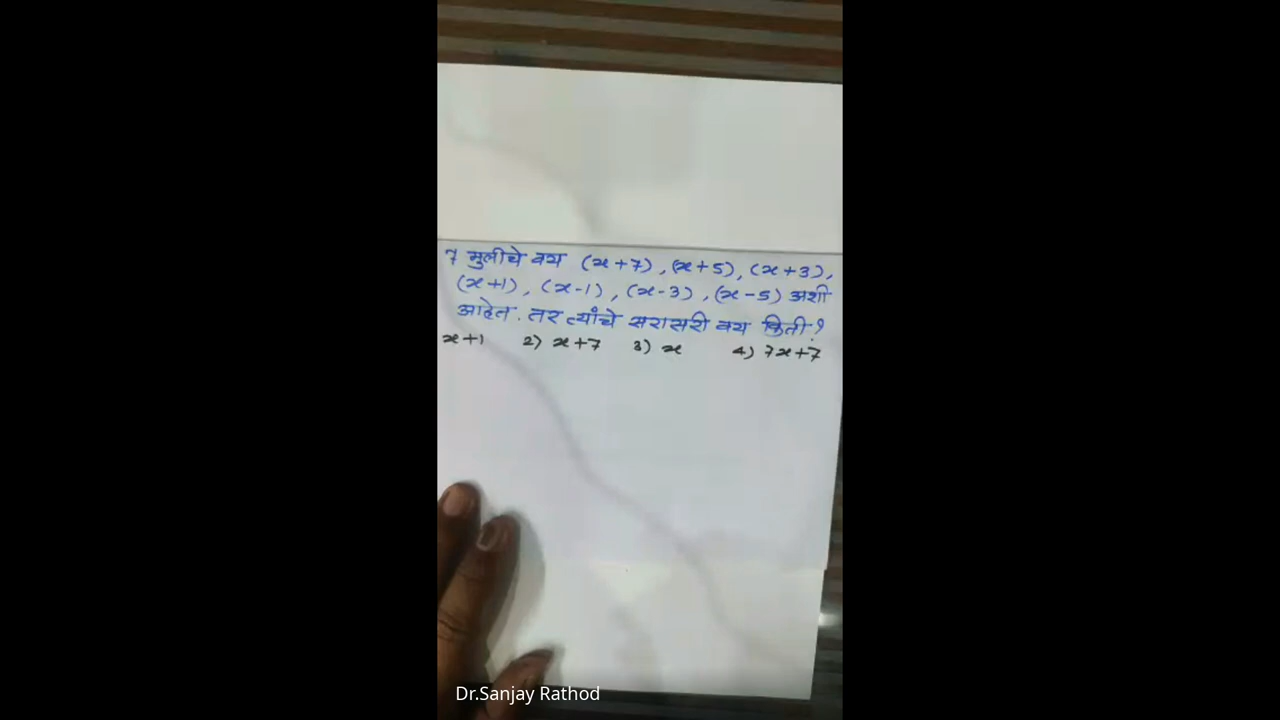 7 मुलीचे वय (x+7), (x+5), (x+3),
(x+1), (x-1), (x-3), (x-5) अशी
आहेत. तर त्यांचे सरासरी वय किती?
x+1 2) x+7 3) x 4) 7x+7
Dr.Sanjay Rathod